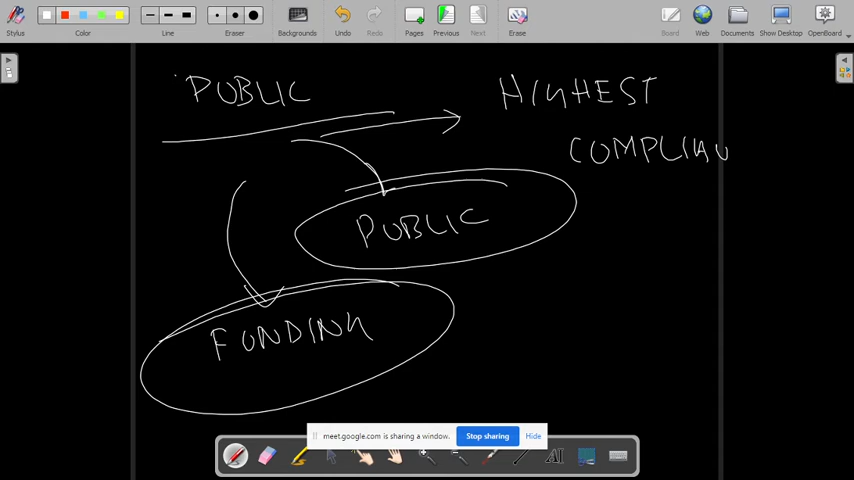 Stylus
Color
Line
Eraser
Backgrounds
Undo
Redo
Pages
Previous
Next
Erase
Board
Web
Documents
Show Desktop
OpenBoard
PUBLIC
HIGHEST
COMPLIAN
PUBLIC
FUNDING
meet.google.com is sharing a window. Stop sharing Hide
AI